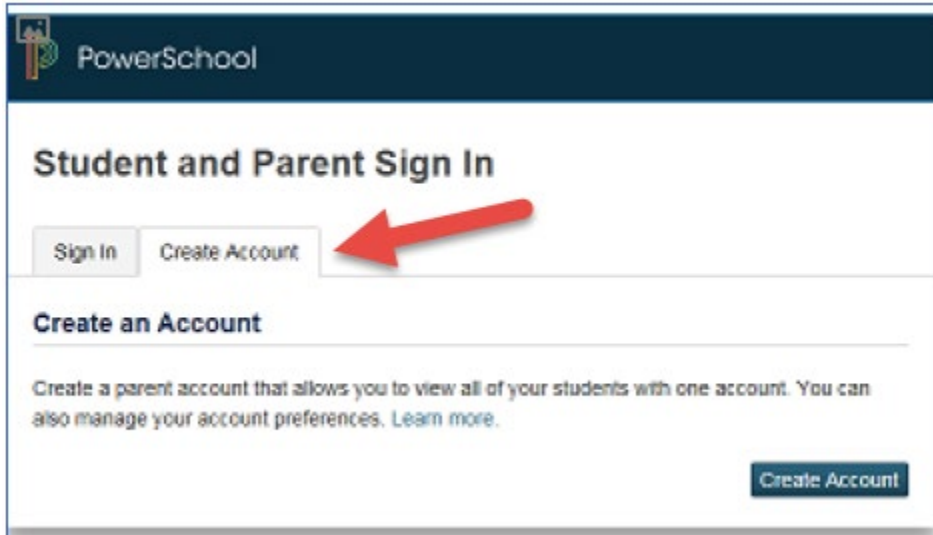 PowerSchool
Student and Parent Sign In
Sign In Create Account
Create an Account
Create a parent account that allows you to view all of your students with one account. You can
also manage your account preferences. Learn more.
Create Account